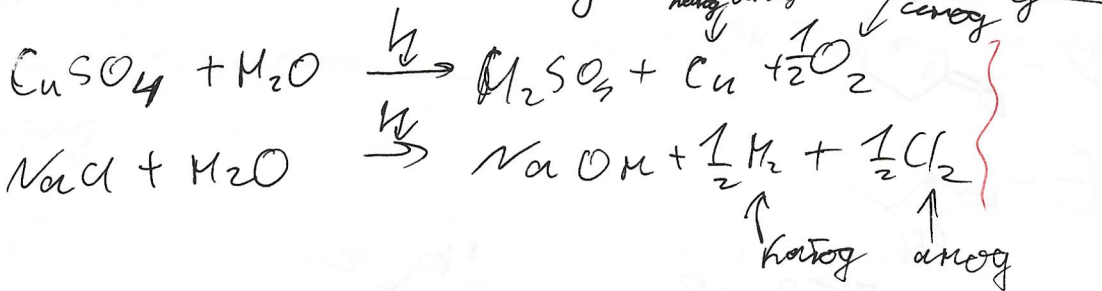 катод
анод
CuSO4 + H2O → H2SO4 + Cu + 1/2 O2
NaCl + H2O → NaOH + 1/2 H2 + 1/2 Cl2
катод анод